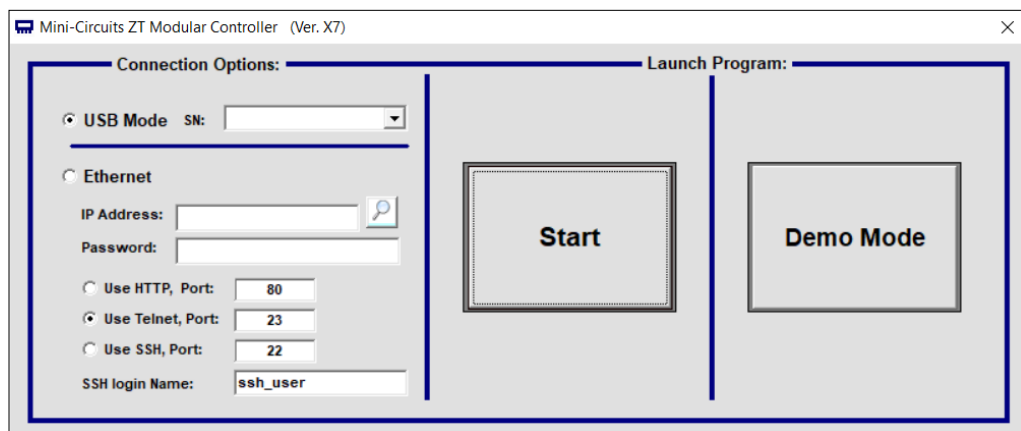 Mini-Circuits ZT Modular Controller (Ver. X7)
Connection Options:
Launch Program:
USB Mode SN:
Ethernet
IP Address:
Password:
Use HTTP, Port: 80
Use Telnet, Port: 23
Use SSH, Port: 22
SSH login Name: ssh_user
Start
Demo Mode